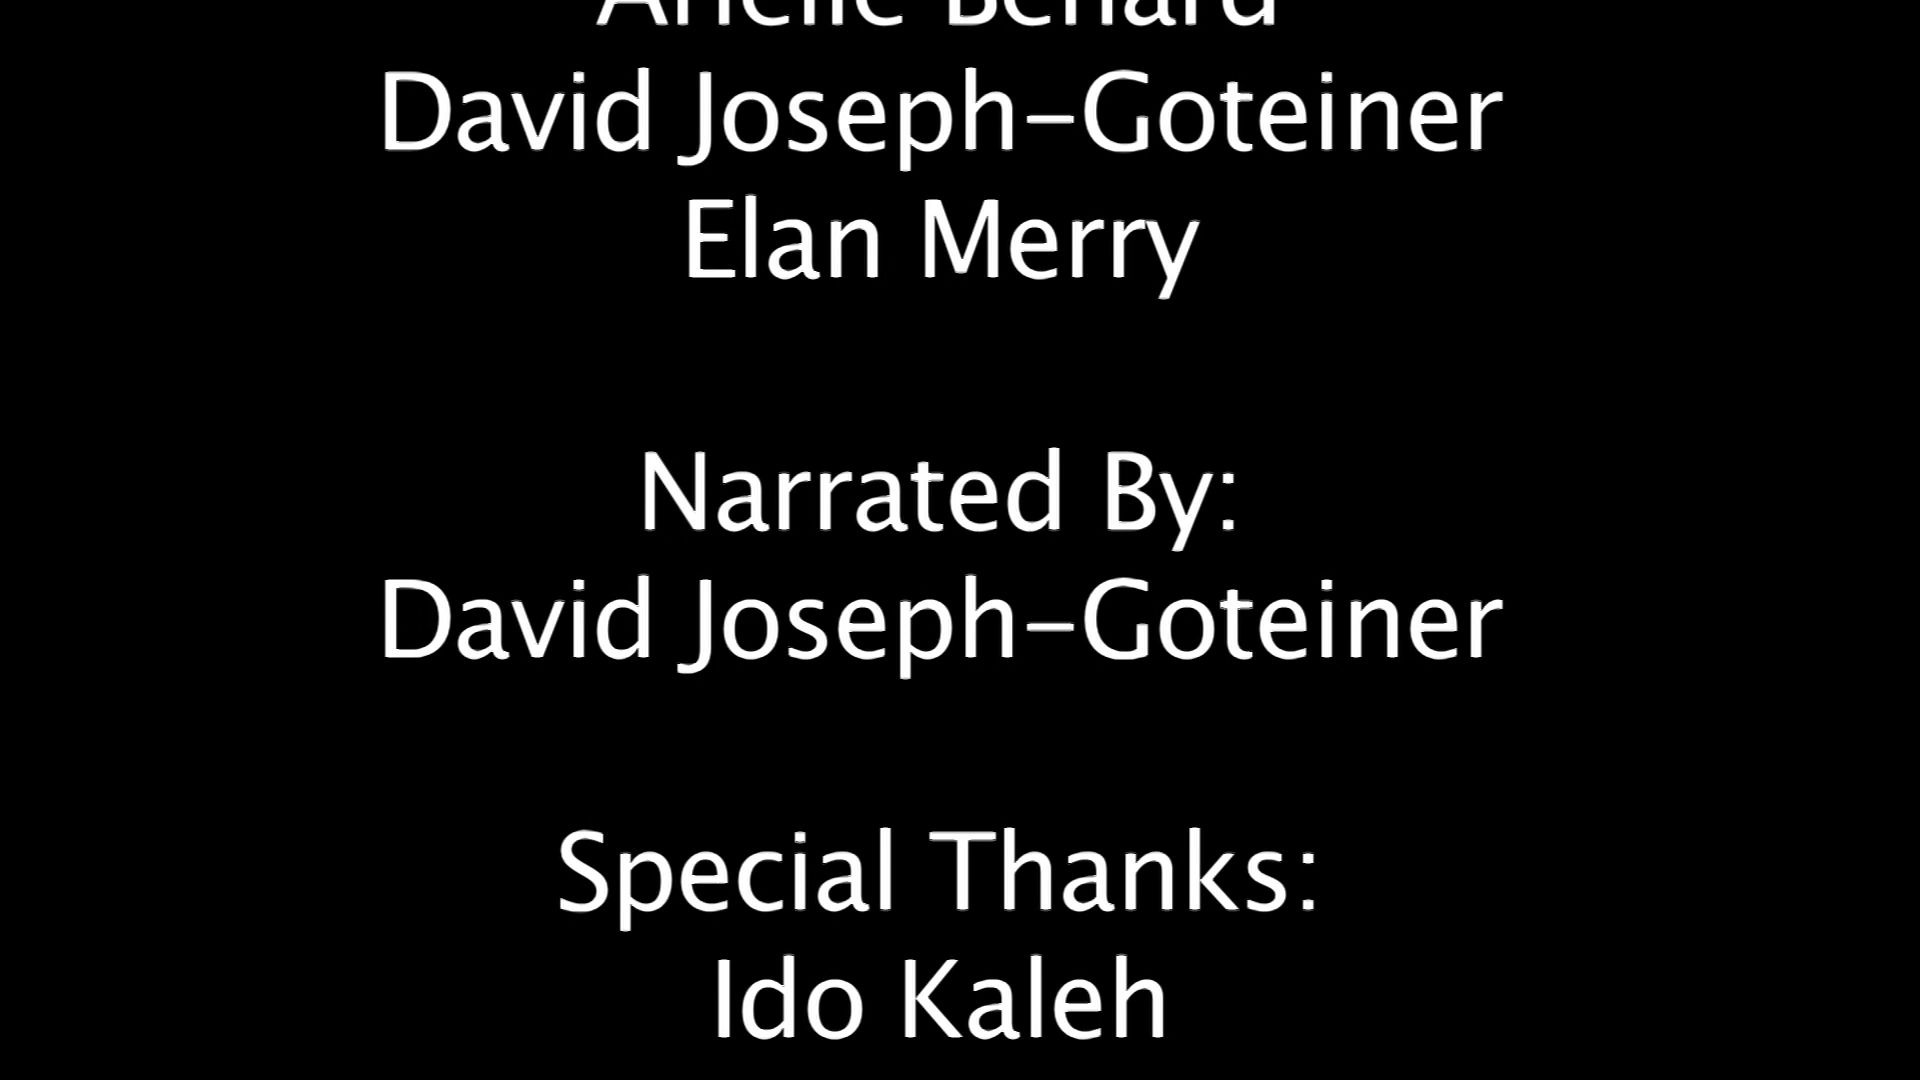 David Joseph-Goteiner
Elan Merry
Narrated By:
David Joseph-Goteiner
Special Thanks:
Ido Kaleh